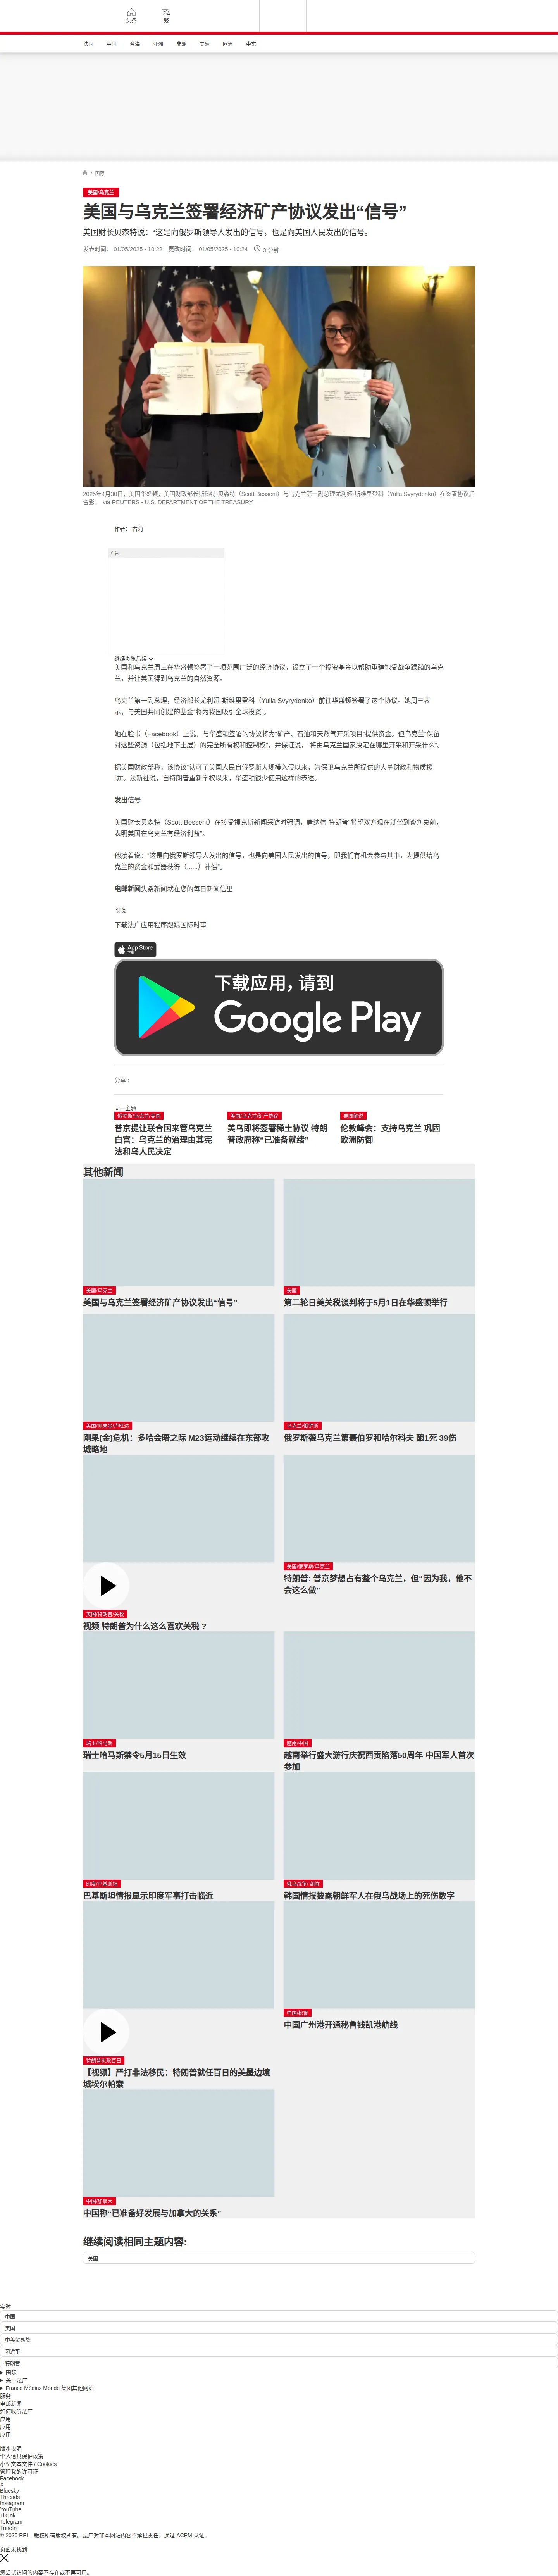 头条
繁
法国
中国
台海
亚洲
非洲
美洲
欧洲
中东
/ 国际
美国/乌克兰
美国与乌克兰签署经济矿产协议发出“信号”
美国财长贝森特说：“这是向俄罗斯领导人发出的信号，也是向美国人民发出的信号。
发表时间： 01/05/2025 - 10:22 更改时间： 01/05/2025 - 10:24 3 分钟
2025年4月30日，美国华盛顿，美国财政部长斯科特·贝森特（Scott Bessent）与乌克兰第一副总理尤利娅·斯维里登科（Yulia Svyrydenko）在签署协议后
合影。 via REUTERS - U.S. DEPARTMENT OF THE TREASURY
作者： 古莉
广告
继续浏览后续
美国和乌克兰周三在华盛顿签署了一项范围广泛的经济协议，设立了一个投资基金以帮助重建饱受战争蹂躏的乌克
兰，并让美国得到乌克兰的自然资源。
乌克兰第一副总理，经济部长尤利娅-斯维里登科（Yulia Svyrydenko）前往华盛顿签署了这个协议。她周三表
示，与美国共同创建的基金“将为我国吸引全球投资”。
她在脸书（Facebook）上说，与华盛顿签署的协议将为“矿产、石油和天然气开采项目”提供资金。但乌克兰“保留
对这些资源（包括地下土层）的完全所有权和控制权”，并保证说，“将由乌克兰国家决定在哪里开采和开采什么”。
据美国财政部称，该协议“认可了美国人民自俄罗斯大规模入侵以来，为保卫乌克兰所提供的大量财政和物质援
助”。法新社说，自特朗普重新掌权以来，华盛顿很少使用这样的表述。
发出信号
美国财长贝森特（Scott Bessent）在接受福克斯新闻采访时强调，唐纳德-特朗普“希望双方现在就坐到谈判桌前，
表明美国在乌克兰有经济利益”。
他接着说：“这是向俄罗斯领导人发出的信号，也是向美国人民发出的信号，即我们有机会参与其中，为提供给乌
克兰的资金和武器获得（......）补偿”。
电邮新闻头条新闻就在您的每日新闻信里
订阅
下载法广应用程序跟踪国际时事
App Store
下载
下载应用，请到
Google Play
分享 :
同一主题
俄罗斯/乌克兰/美国
普京提让联合国来管乌克兰
白宫：乌克兰的治理由其宪
法和乌人民决定
美国/乌克兰/矿产协议
美乌即将签署稀土协议 特朗
普政府称“已准备就绪”
要闻解说
伦敦峰会：支持乌克兰 巩固
欧洲防御
其他新闻
美国/乌克兰
美国与乌克兰签署经济矿产协议发出“信号”
美国
第二轮日美关税谈判将于5月1日在华盛顿举行
美国/刚果金/卢旺达
刚果(金)危机：多哈会晤之际 M23运动继续在东部攻
城略地
乌克兰/俄罗斯
俄罗斯袭乌克兰第聂伯罗和哈尔科夫 酿1死 39伤
美国/特朗普/关税
视频 特朗普为什么这么喜欢关税 ?
美国/俄罗斯/乌克兰
特朗普: 普京梦想占有整个乌克兰，但“因为我，他不
会这么做”
瑞士/哈马斯
瑞士哈马斯禁令5月15日生效
越南/中国
越南举行盛大游行庆祝西贡陷落50周年 中国军人首次
参加
印度/巴基斯坦
巴基斯坦情报显示印度军事打击临近
俄乌战争/ 朝鲜
韩国情报披露朝鲜军人在俄乌战场上的死伤数字
特朗普执政百日
【视频】严打非法移民：特朗普就任百日的美墨边境
城埃尔帕索
中国/秘鲁
中国广州港开通秘鲁钱凯港航线
中国/加拿大
中国称“已准备好发展与加拿大的关系”
继续阅读相同主题内容:
美国
实时
中国
美国
中美贸易战
习近平
特朗普
国际
关于法广
France Médias Monde 集团其他网站
服务
电邮新闻
如何收听法广
应用
应用
应用
版本说明
个人信息保护政策
小型文本文件 / Cookies
管理我的许可证
Facebook
X
Bluesky
Threads
Instagram
YouTube
TikTok
Telegram
TuneIn
© 2025 RFI – 版权所有版权所有。法广对非本网站内容不承担责任。通过 ACPM 认证。
页面未找到
您尝试访问的内容不存在或不再可用。